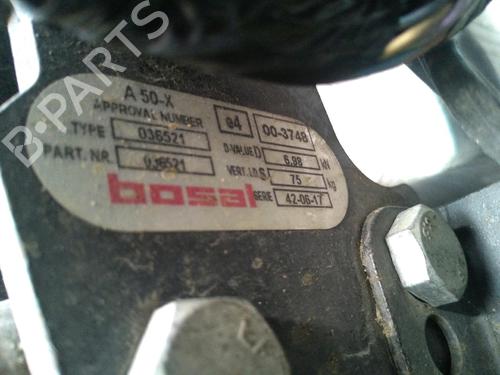 A 50-X
APPROVAL NUMBER e4 00-3748
TYPE 036521 D-VALUE D 6,98 kN
PART. NR. 036521 VERT. LD. S 75 kg
bosal SERIE 42-06-17
B-PARTS